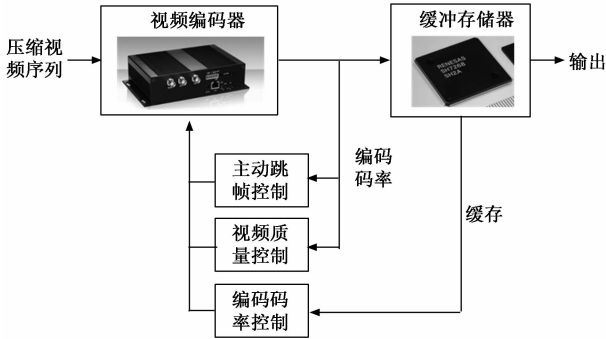 视频编码器
缓冲存储器
压缩视
频序列
RENESAS
SH7266
SH2A
输出
主动跳
帧控制
编码
码率
视频质
量控制
缓存
编码码
率控制